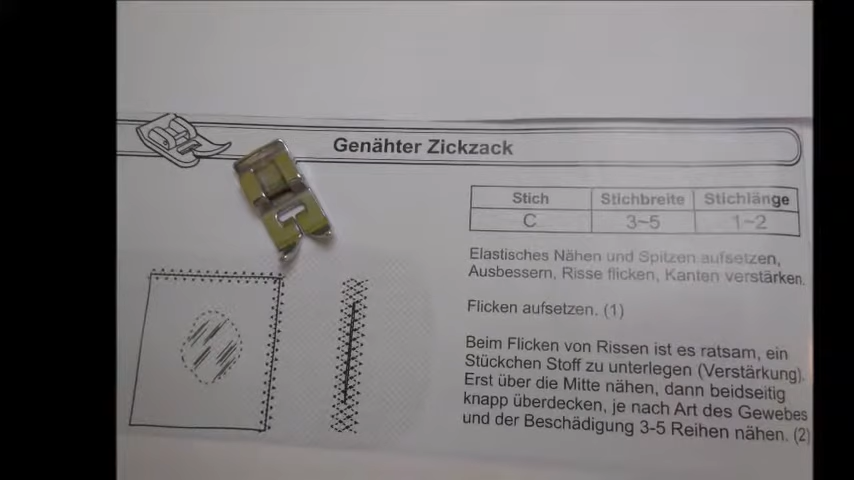 Genähter Zickzack
Stich Stichbreite Stichlänge
C 3~5 1~2
Elastisches Nähen und Spitzen aufsetzen,
Ausbessern, Risse flicken, Kanten verstärken.
Flicken aufsetzen. (1)
Beim Flicken von Rissen ist es ratsam, ein
Stückchen Stoff zu unterlegen (Verstärkung).
Erst über die Mitte nähen, dann beidseitig
knapp überdecken, je nach Art des Gewebes
und der Beschädigung 3-5 Reihen nähen. (2)